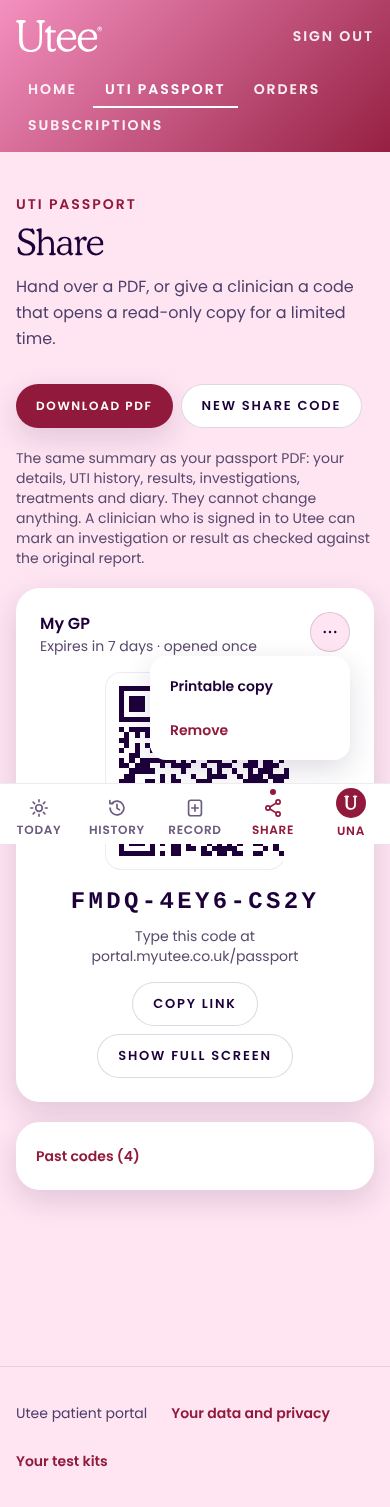 Utee®
SIGN OUT
HOME
UTI PASSPORT
ORDERS
SUBSCRIPTIONS
UTI PASSPORT
Share
Hand over a PDF, or give a clinician a code
that opens a read-only copy for a limited
time.
DOWNLOAD PDF
NEW SHARE CODE
The same summary as your passport PDF: your
details, UTI history, results, investigations,
treatments and diary. They cannot change
anything. A clinician who is signed in to Utee can
mark an investigation or result as checked against
the original report.
My GP
Expires in 7 days · opened once
Printable copy
Remove
TODAY
HISTORY
RECORD
SHARE
U
UNA
FMDQ-4EY6-CS2Y
Type this code at
portal.myutee.co.uk/passport
COPY LINK
SHOW FULL SCREEN
Past codes (4)
Utee patient portal
Your data and privacy
Your test kits